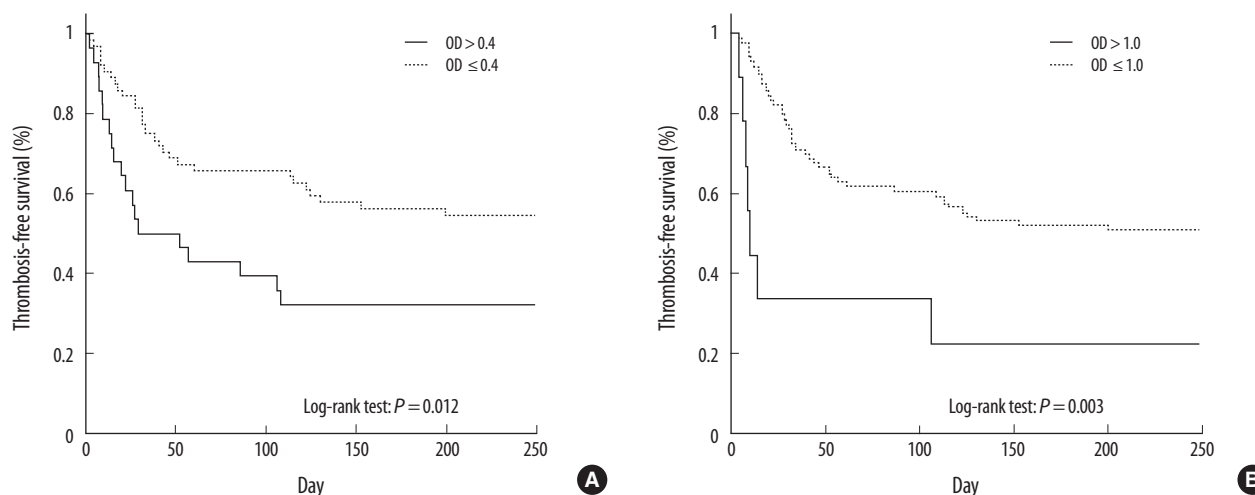 1
0.8
0.6
0.4
0.2
0
Thrombosis-free survival (%)
OD > 0.4
OD ≤ 0.4
Log-rank test: P = 0.012
0 50 100 150 200 250
Day
A
1
0.8
0.6
0.4
0.2
0
Thrombosis-free survival (%)
OD > 1.0
OD ≤ 1.0
Log-rank test: P = 0.003
0 50 100 150 200 250
Day